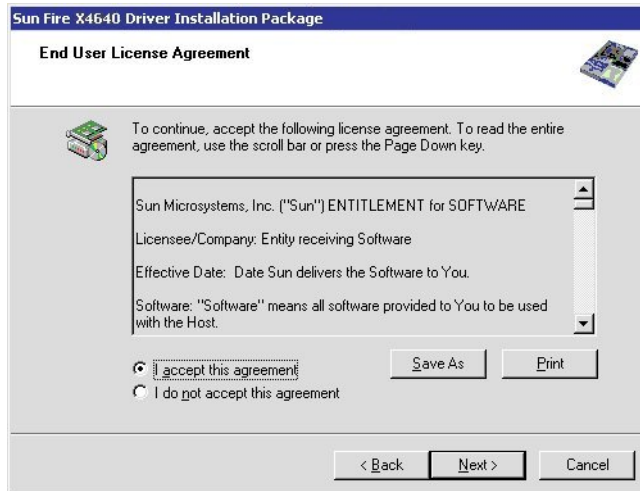 Sun Fire X4640 Driver Installation Package
End User License Agreement
To continue, accept the following license agreement. To read the entire
agreement, use the scroll bar or press the Page Down key.
Sun Microsystems, Inc. ("Sun") ENTITLEMENT for SOFTWARE
Licensee/Company: Entity receiving Software
Effective Date:  Date Sun delivers the Software to You.
Software: "Software" means all software provided to You to be used
with the Host.
I accept this agreement
I do not accept this agreement
Save As
Print
< Back
Next >
Cancel